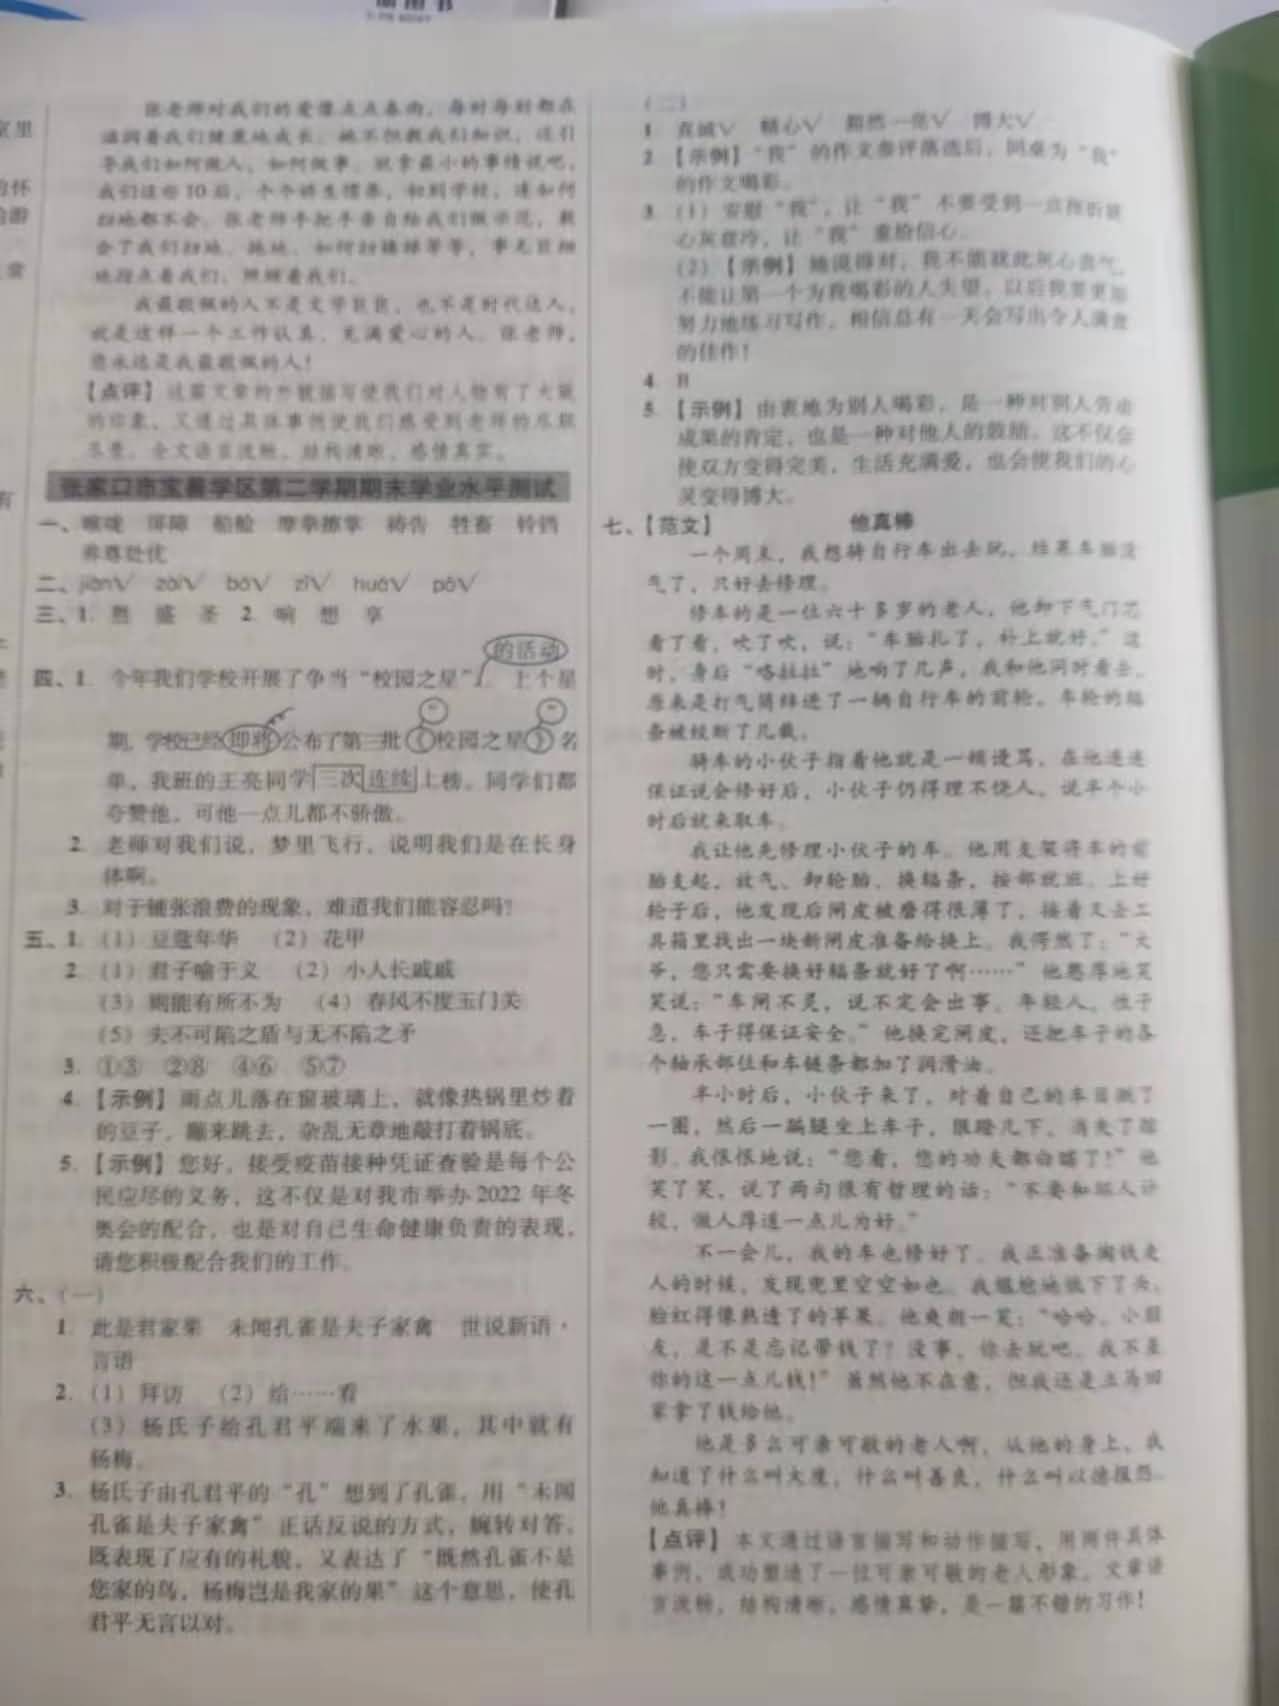 张老师对我们的爱像点点春雨，每时每刻都在
滋润着我们健康地成长。她不但教我们知识，还引
导我们如何做人、如何做事。就拿最小的事情说吧，
我们这些10后，个个娇生惯养，初到学校，连如何
扫地都不会。张老师手把手亲自给我们做示范，教
会了我们扫地、拖地、如何扫楼梯等等，事无巨细
地指点着我们、照顾着我们。
我最敬佩的人不是文学巨匠，也不是时代达人，
就是这样一个工作认真、充满爱心的人。张老师，
您永远是我最敬佩的人！
【点评】这篇文章的外貌描写使我们对人物有了大概
的印象，又通过具体事例使我们感受到老师的尽职
尽责。全文语言流畅，结构清晰，感情真实。
张家口市宝善学区第二学期期末学业水平测试
一、喉咙 屏障 船舱 摩拳擦掌 祷告 牲畜 铃铛
养尊处优
二、
三、1. 熟 盛 圣 2. 响 想 享
的活动
四、1. 今年我们学校开展了争当“校园之星”。上个星
期，学校已经即将公布了第三批《校园之星》名
单，我班的王亮同学三次连续上榜。同学们都
夸赞他，可他一点儿都不骄傲。
2. 老师对我们说，梦里飞行，说明我们是在长身
体啊。
3. 对于铺张浪费的现象，难道我们能容忍吗？
五、1.（1）豆蔻年华 （2）花甲
2.（1）君子喻于义 （2）小人长戚戚
（3）则能有所不为 （4）春风不度玉门关
（5）夫不可陷之盾与无不陷之矛
3. ①③ ②⑧ ④⑥ ⑤⑦
4.【示例】雨点儿落在窗玻璃上，就像热锅里炒着
的豆子，蹦来跳去，杂乱无章地敲打着锅底。
5.【示例】您好，接受疫苗接种凭证查验是每个公
民应尽的义务，这不仅是对我市举办2022年冬
奥会的配合，也是对自己生命健康负责的表现，
请您积极配合我们的工作。
六、（一）
1. 此是君家果 未闻孔雀是夫子家禽 世说新语·
言语
2.（1）拜访 （2）给……看
（3）杨氏子给孔君平端来了水果，其中就有
杨梅。
3. 杨氏子由孔君平的“孔”想到了孔雀，用“未闻
孔雀是夫子家禽”正话反说的方式，婉转对答，
既表现了应有的礼貌，又表达了“既然孔雀不是
您家的鸟，杨梅岂是我家的果”这个意思，使孔
君平无言以对。
（二）
1. 真诚√ 精心√ 黯然一亮√ 博大√
2.【示例】“我”的作文参评落选后，同桌为“我”
的作文喝彩。
3.（1）安慰“我”，让“我”不要受到一点挫折就
心灰意冷，让“我”重拾信心。
（2）【示例】她说得对，我不能就此灰心丧气，
不能让第一个为我喝彩的人失望，以后我要更加
努力地练习写作，相信总有一天会写出令人满意
的佳作！
4. B
5.【示例】由衷地为别人喝彩，是一种对别人劳动
成果的肯定，也是一种对他人的鼓励。这不仅会
使双方变得完美，生活充满爱，也会使我们的心
灵变得博大。
七、【范文】 他真棒
一个周末，我想骑自行车出去玩，结果车胎没
气了，只好去修理。
修车的是一位六十多岁的老人，他卸下气门芯
看了看，吹了吹，说：“车胎扎了，补上就好。”这
时，身后“咯拉拉”地响了几声，我和他同时看去，
原来是打气筒绊进了一辆自行车的前轮，车轮的辐
条被绞断了几截。
骑车的小伙子指着他就是一顿谩骂，在他连连
保证说会修好后，小伙子仍得理不饶人，说半个小
时后就来取车。
我让他先修理小伙子的车。他用支架将车的前
胎支起，放气、卸轮胎、换辐条，按部就班。上好
轮子后，他发现后闸皮被磨得很薄了，接着又去工
具箱里找出一块新闸皮准备给换上。我愕然了：“大
爷，您只需要换好辐条就好了啊……”他憨厚地笑
笑说：“车闸不灵，说不定会出事。年轻人，性子
急，车子得保证安全。”他换完闸皮，还把车子的各
个轴承部位和车链条都加了润滑油。
半小时后，小伙子来了，对着自己的车目测了
一圈，然后一蹁腿坐上车子，眼蹬几下，消失了踪
影。我恨恨地说：“您看，您的功夫都白瞎了！”他
笑了笑，说了两句很有哲理的话：“不要和踮人计
较，做人厚道一点儿为好。”
不一会儿，我的车也修好了。我正准备掏钱走
人的时候，发现兜里空空如也。我尴尬地低下了头，
脸红得像熟透了的苹果。他爽朗一笑：“哈哈，小朋
友，是不是忘记带钱了？没事，你去玩吧。我不差
你的这一点儿钱！”虽然他不在意，但我还是立马回
家拿了钱给他。
他是多么可亲可敬的老人啊，从他的身上，我
知道了什么叫大度，什么叫善良，什么叫以德报怨。
他真棒！
【点评】本文通过语言描写和动作描写，用两件具体
事例，成功塑造了一位可亲可敬的老人形象。文章语
言流畅，结构清晰，感情真挚，是一篇不错的习作！